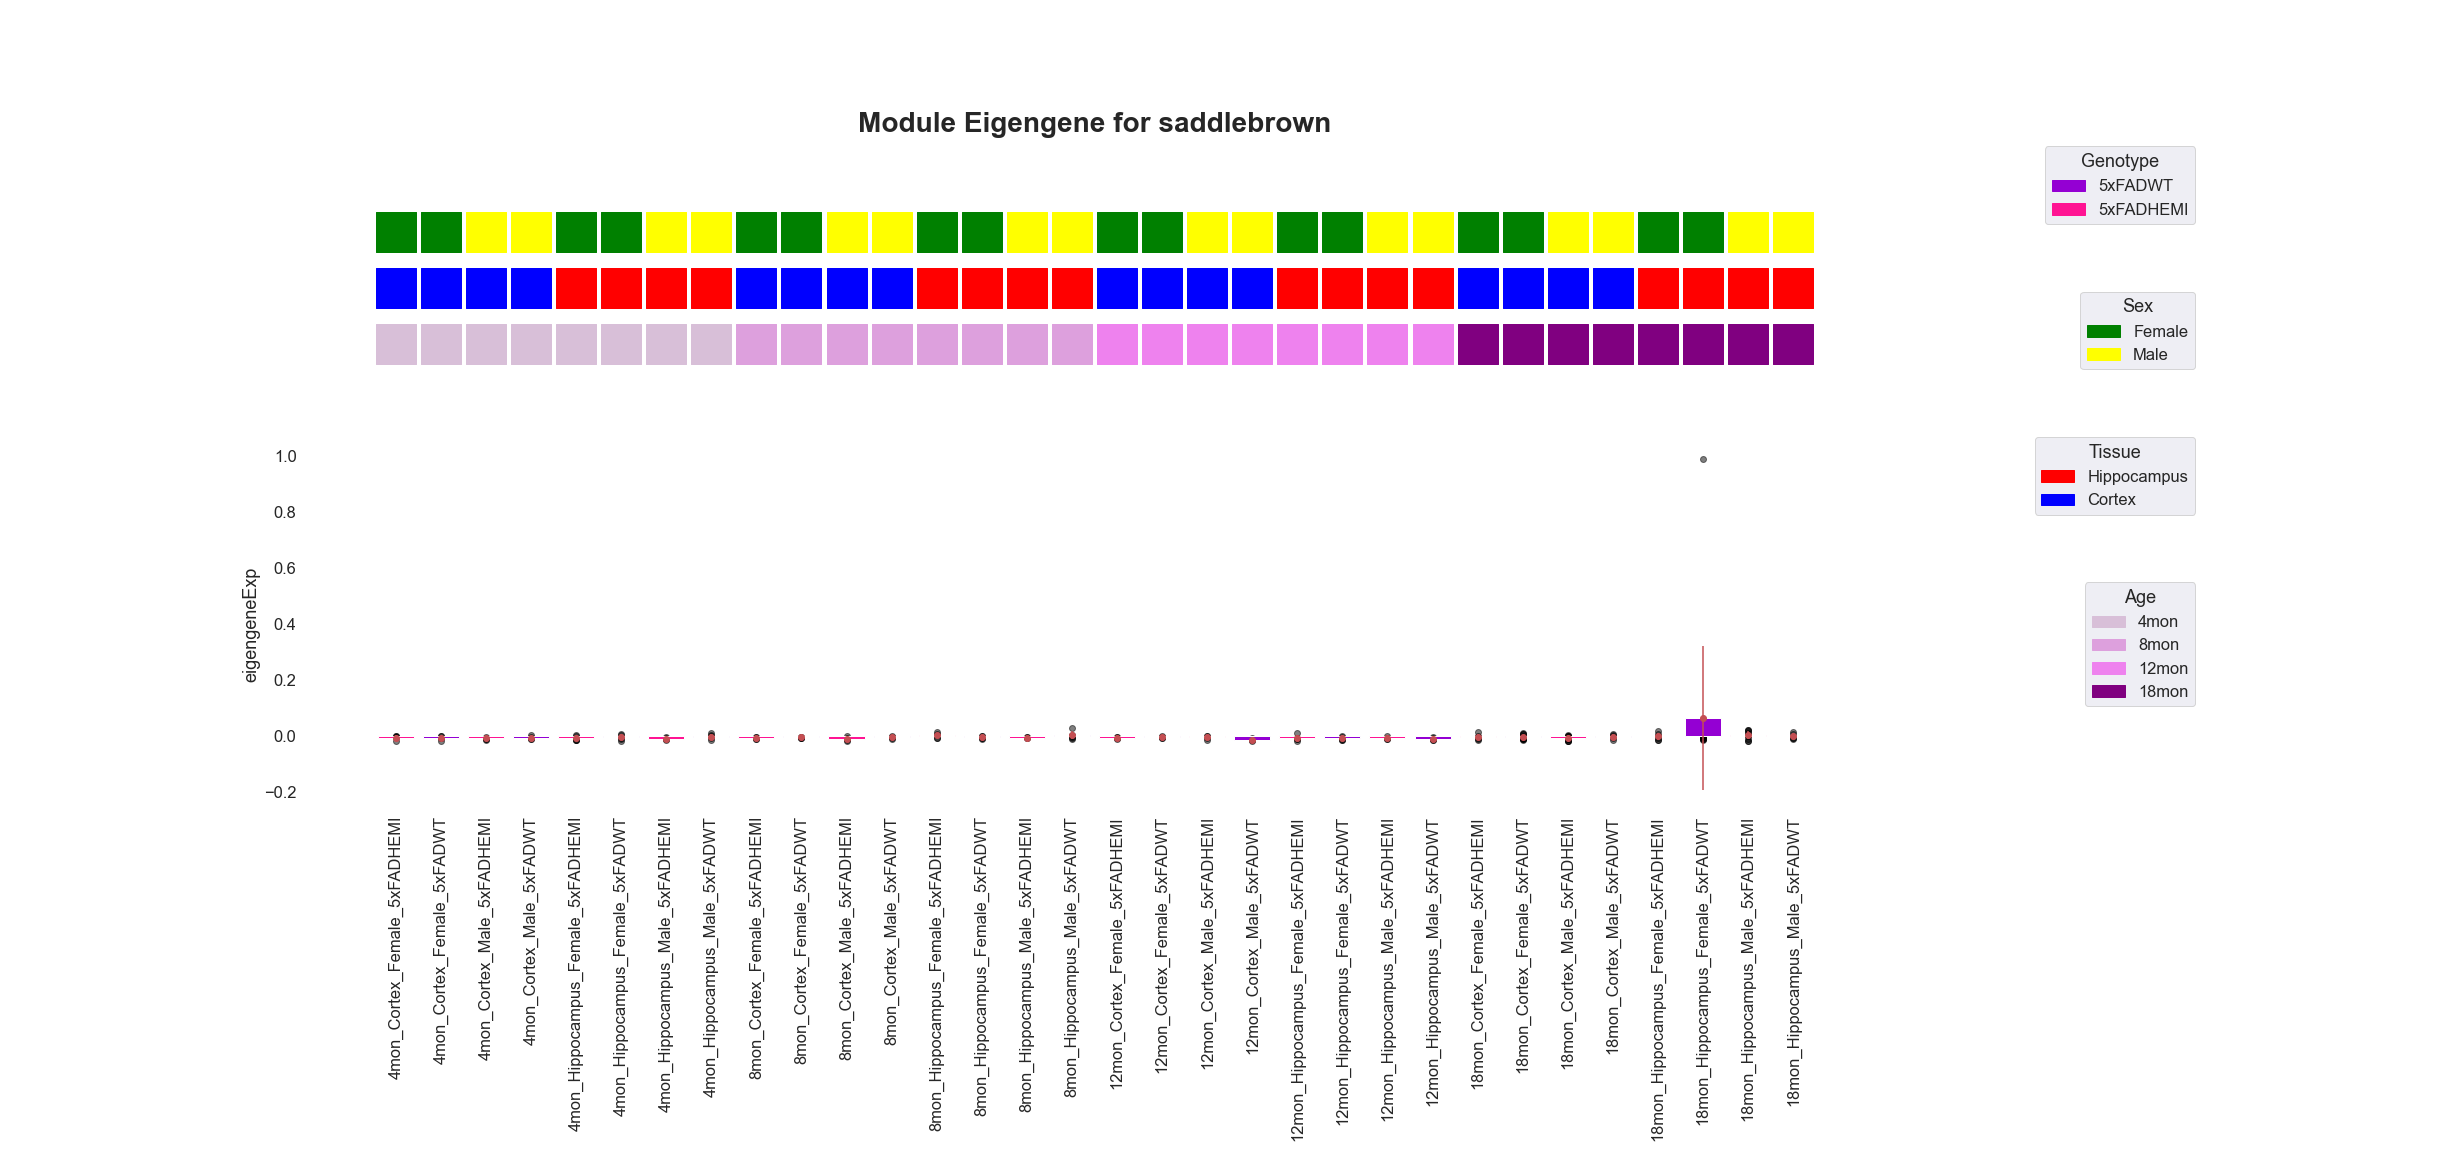 Module Eigengene for saddlebrown
Genotype
5xFADWT
5xFADHEMI
Sex
Female
Male
Tissue
Hippocampus
Cortex
Age
4mon
8mon
12mon
18mon
eigengeneExp
1.0
0.8
0.6
0.4
0.2
0.0
−0.2
4mon_Cortex_Female_5xFADHEMI
4mon_Cortex_Female_5xFADWT
4mon_Cortex_Male_5xFADHEMI
4mon_Cortex_Male_5xFADWT
4mon_Hippocampus_Female_5xFADHEMI
4mon_Hippocampus_Female_5xFADWT
4mon_Hippocampus_Male_5xFADHEMI
4mon_Hippocampus_Male_5xFADWT
8mon_Cortex_Female_5xFADHEMI
8mon_Cortex_Female_5xFADWT
8mon_Cortex_Male_5xFADHEMI
8mon_Cortex_Male_5xFADWT
8mon_Hippocampus_Female_5xFADHEMI
8mon_Hippocampus_Female_5xFADWT
8mon_Hippocampus_Male_5xFADHEMI
8mon_Hippocampus_Male_5xFADWT
12mon_Cortex_Female_5xFADHEMI
12mon_Cortex_Female_5xFADWT
12mon_Cortex_Male_5xFADHEMI
12mon_Cortex_Male_5xFADWT
12mon_Hippocampus_Female_5xFADHEMI
12mon_Hippocampus_Female_5xFADWT
12mon_Hippocampus_Male_5xFADHEMI
12mon_Hippocampus_Male_5xFADWT
18mon_Cortex_Female_5xFADHEMI
18mon_Cortex_Female_5xFADWT
18mon_Cortex_Male_5xFADHEMI
18mon_Cortex_Male_5xFADWT
18mon_Hippocampus_Female_5xFADHEMI
18mon_Hippocampus_Female_5xFADWT
18mon_Hippocampus_Male_5xFADHEMI
18mon_Hippocampus_Male_5xFADWT